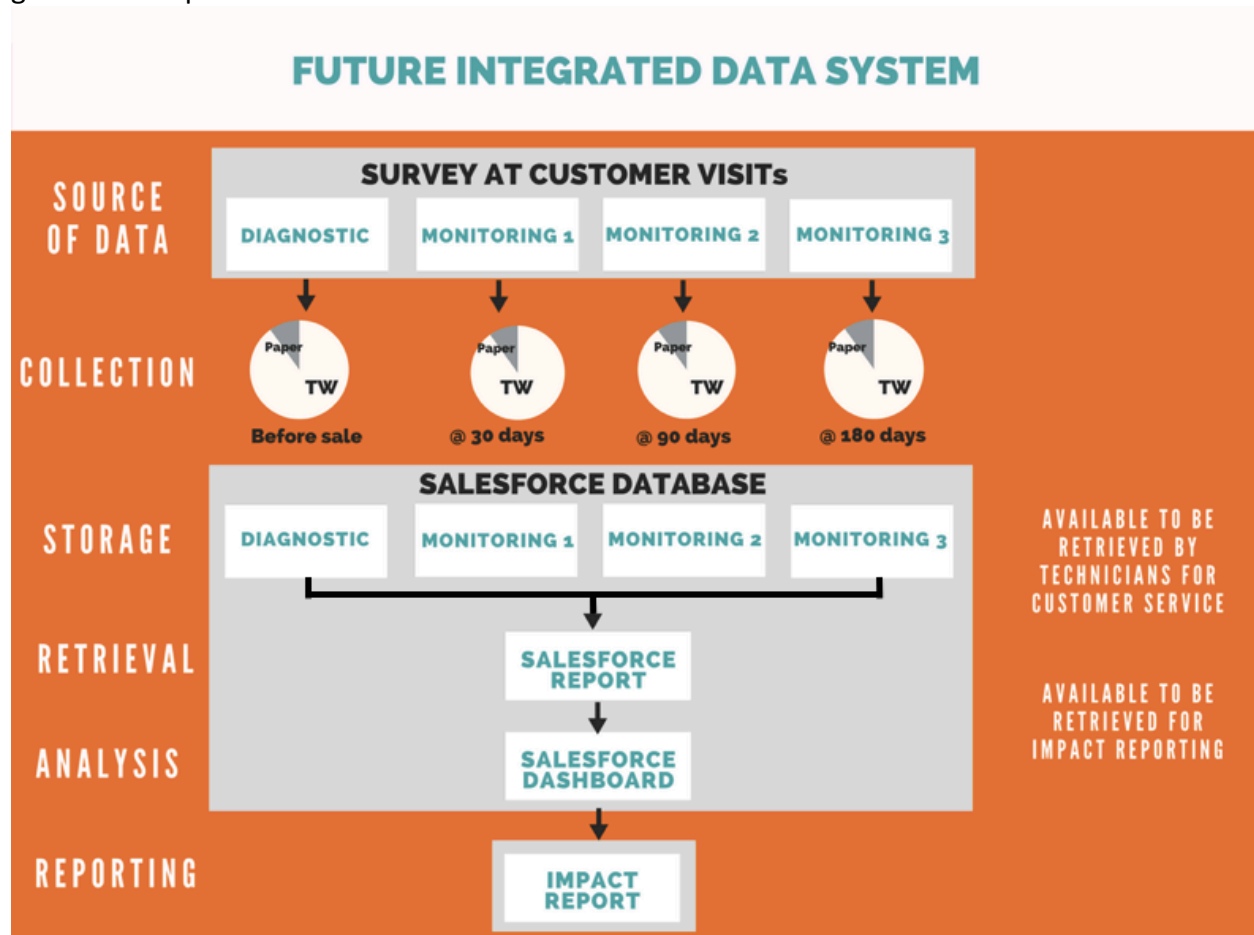 FUTURE INTEGRATED DATA SYSTEM
SOURCE
OF DATA
SURVEY AT CUSTOMER VISITs
DIAGNOSTIC
MONITORING 1
MONITORING 2
MONITORING 3
COLLECTION
Paper
TW
Before sale
Paper
TW
@ 30 days
Paper
TW
@ 90 days
Paper
TW
@ 180 days
STORAGE
SALESFORCE DATABASE
DIAGNOSTIC
MONITORING 1
MONITORING 2
MONITORING 3
AVAILABLE TO BE
RETRIEVED BY
TECHNICIANS FOR
CUSTOMER SERVICE
RETRIEVAL
SALESFORCE
REPORT
AVAILABLE TO BE
RETRIEVED FOR
IMPACT REPORTING
ANALYSIS
SALESFORCE
DASHBOARD
REPORTING
IMPACT
REPORT